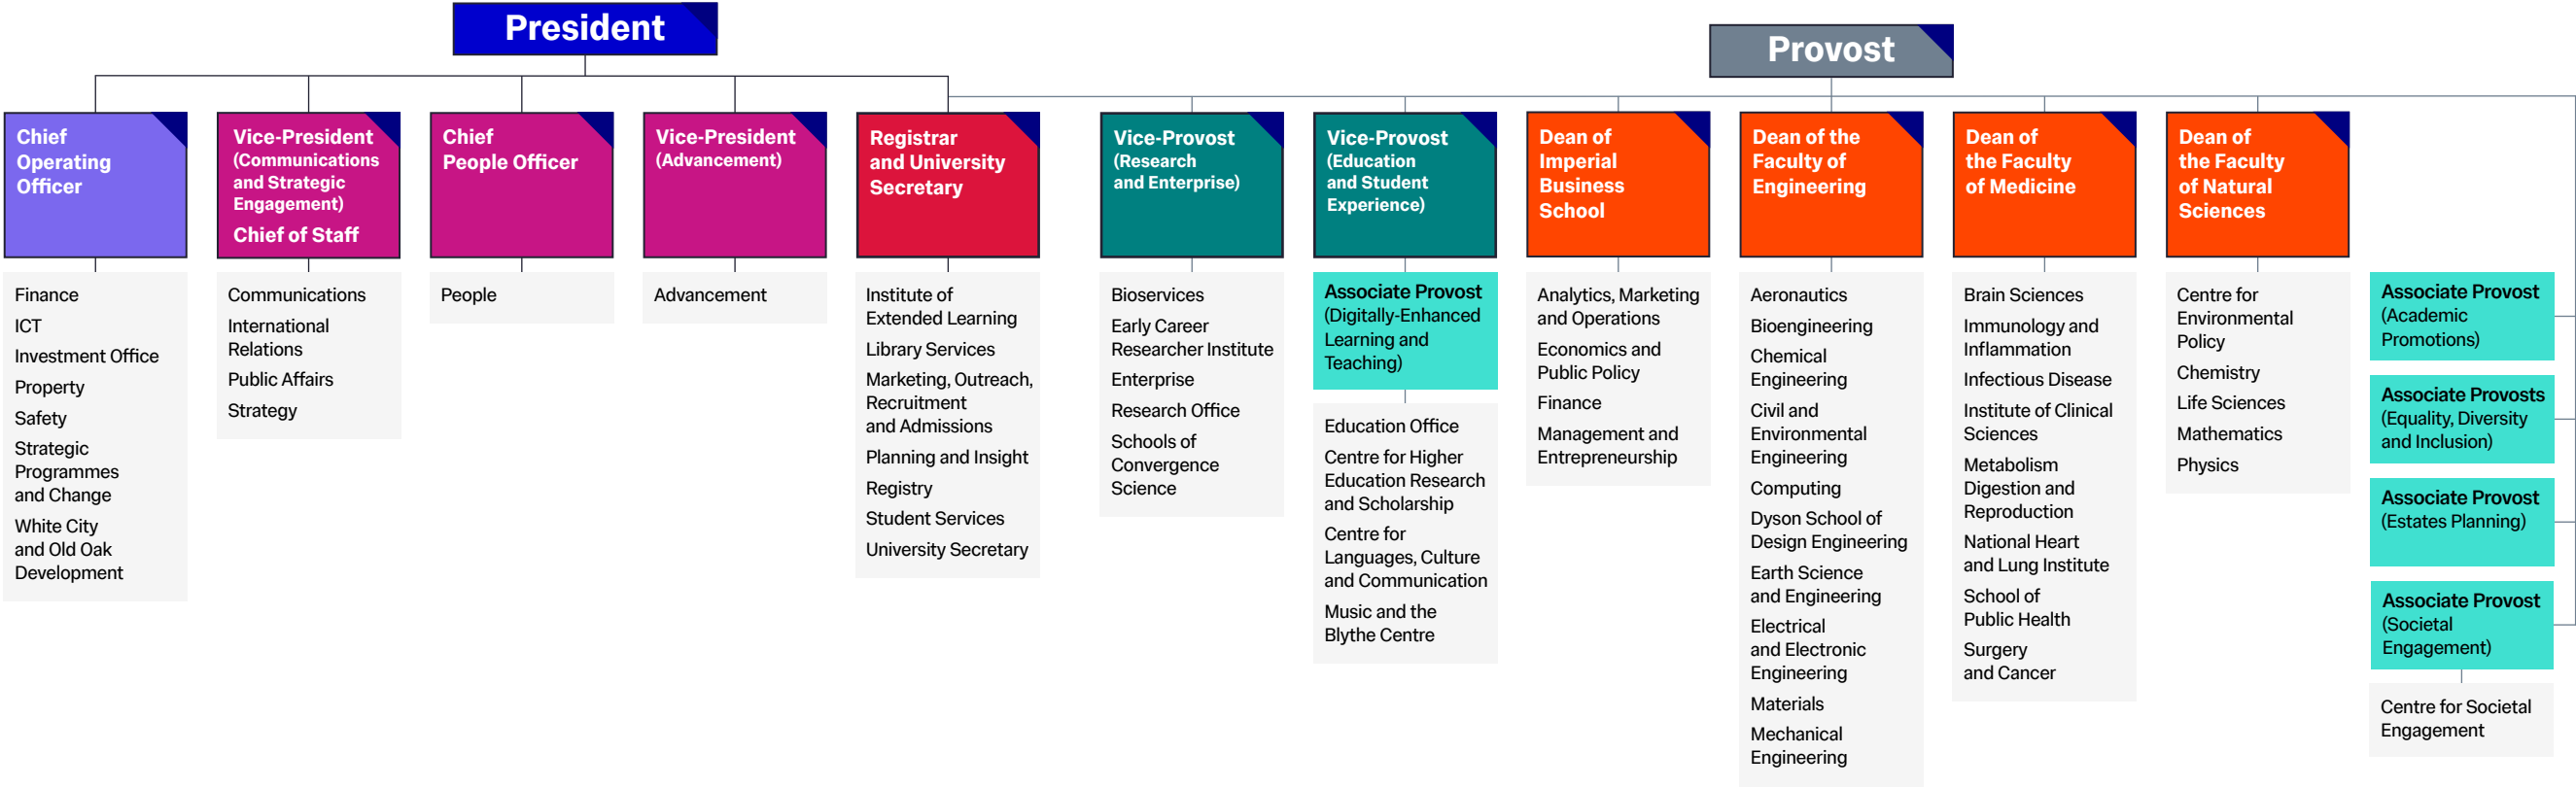 President
Provost
Chief
Operating
Officer
Vice-President
(Communications
and Strategic
Engagement)
Chief of Staff
Chief
People Officer
Vice-President
(Advancement)
Registrar
and University
Secretary
Vice-Provost
(Research
and Enterprise)
Vice-Provost
(Education
and Student
Experience)
Dean of
Imperial
Business
School
Dean of the
Faculty of
Engineering
Dean of
the Faculty
of Medicine
Dean of
the Faculty
of Natural
Sciences
Finance
ICT
Investment Office
Property
Safety
Strategic
Programmes
and Change
White City
and Old Oak
Development
Communications
International
Relations
Public Affairs
Strategy
People
Advancement
Institute of
Extended Learning
Library Services
Marketing, Outreach,
Recruitment
and Admissions
Planning and Insight
Registry
Student Services
University Secretary
Bioservices
Early Career
Researcher Institute
Enterprise
Research Office
Schools of
Convergence
Science
Associate Provost
(Digitally-Enhanced
Learning and
Teaching)
Education Office
Centre for Higher
Education Research
and Scholarship
Centre for
Languages, Culture
and Communication
Music and the
Blythe Centre
Analytics, Marketing
and Operations
Economics and
Public Policy
Finance
Management and
Entrepreneurship
Aeronautics
Bioengineering
Chemical
Engineering
Civil and
Environmental
Engineering
Computing
Dyson School of
Design Engineering
Earth Science
and Engineering
Electrical
and Electronic
Engineering
Materials
Mechanical
Engineering
Brain Sciences
Immunology and
Inflammation
Infectious Disease
Institute of Clinical
Sciences
Metabolism
Digestion and
Reproduction
National Heart
and Lung Institute
School of
Public Health
Surgery
and Cancer
Centre for
Environmental
Policy
Chemistry
Life Sciences
Mathematics
Physics
Associate Provost
(Academic
Promotions)
Associate Provosts
(Equality, Diversity
and Inclusion)
Associate Provost
(Estates Planning)
Associate Provost
(Societal
Engagement)
Centre for Societal
Engagement